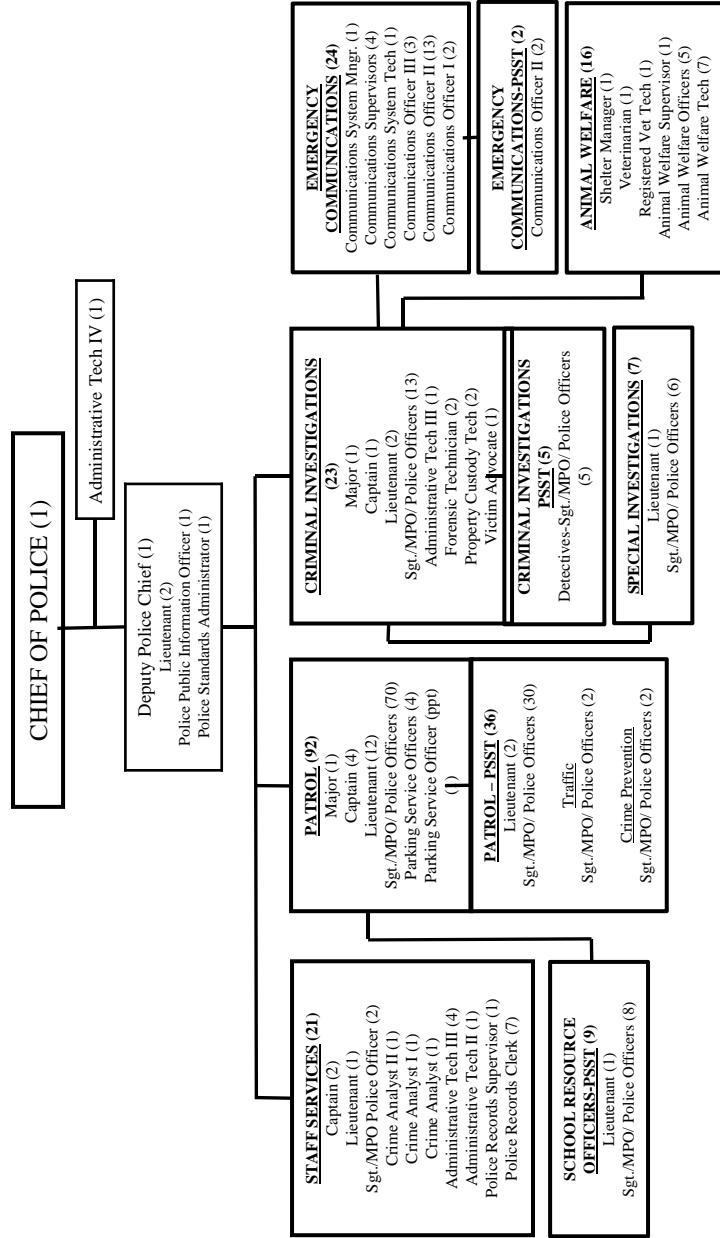 CHIEF OF POLICE (1)
Administrative Tech IV (1)
Deputy Police Chief (1)
Lieutenant (2)
Police Public Information Officer (1)
Police Standards Administrator (1)
STAFF SERVICES (21)
Captain (2)
Lieutenant (1)
Sgt./MPO Police Officer (2)
Crime Analyst II (1)
Crime Analyst I (1)
Crime Analyst (1)
Administrative Tech III (4)
Administrative Tech II (1)
Police Records Supervisor (1)
Police Records Clerk (7)
SCHOOL RESOURCE
OFFICERS-PSST (9)
Lieutenant (1)
Sgt./MPO/ Police Officers (8)
PATROL (92)
Major (1)
Captain (4)
Lieutenant (12)
Sgt./MPO/ Police Officers (70)
Parking Service Officers (4)
Parking Service Officer (ppt)
(1)
PATROL – PSST (36)
Lieutenant (2)
Sgt./MPO/ Police Officers (30)
Traffic
Sgt./MPO/ Police Officers (2)
Crime Prevention
Sgt./MPO/ Police Officers (2)
CRIMINAL INVESTIGATIONS
(23)
Major (1)
Captain (1)
Lieutenant (2)
Sgt./MPO/ Police Officers (13)
Administrative Tech III (1)
Forensic Technician (2)
Property Custody Tech (2)
Victim Advocate (1)
CRIMINAL INVESTIGATIONS
PSST (5)
Detectives-Sgt./MPO/ Police Officers
(5)
SPECIAL INVESTIGATIONS (7)
Lieutenant (1)
Sgt./MPO/ Police Officers (6)
EMERGENCY
COMMUNICATIONS (24)
Communications System Mngr. (1)
Communications Supervisors (4)
Communications System Tech (1)
Communications Officer III (3)
Communications Officer II (13)
Communications Officer I (2)
EMERGENCY
COMMUNICATIONS-PSST (2)
Communications Officer II (2)
ANIMAL WELFARE (16)
Shelter Manager (1)
Veterinarian (1)
Registered Vet Tech (1)
Animal Welfare Supervisor (1)
Animal Welfare Officers (5)
Animal Welfare Tech (7)